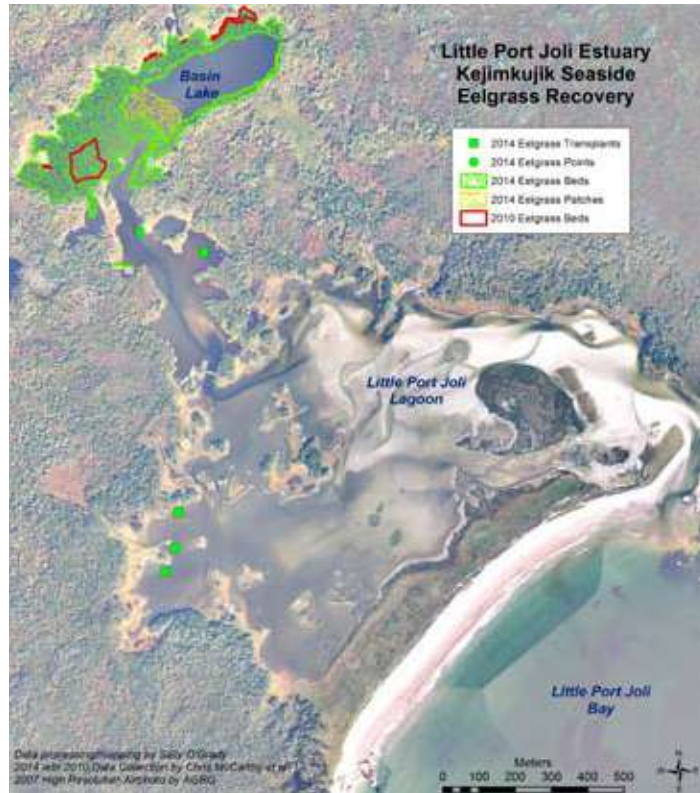 Little Port Joli Estuary
Kejimkujik Seaside
Eelgrass Recovery
Basin
Lake
2014 Eelgrass Transplants
2014 Eelgrass Points
2014 Eelgrass Beds
2014 Eelgrass Patches
2010 Eelgrass Beds
Little Port Joli
Lagoon
Little Port Joli
Bay
Data processing/mapping by Sally O'Grady
2014 and 2010 Data Collection by Chris McCarthy et al
2007 High Resolution Airphoto by AGRG
Meters
0 100 200 300 400 500